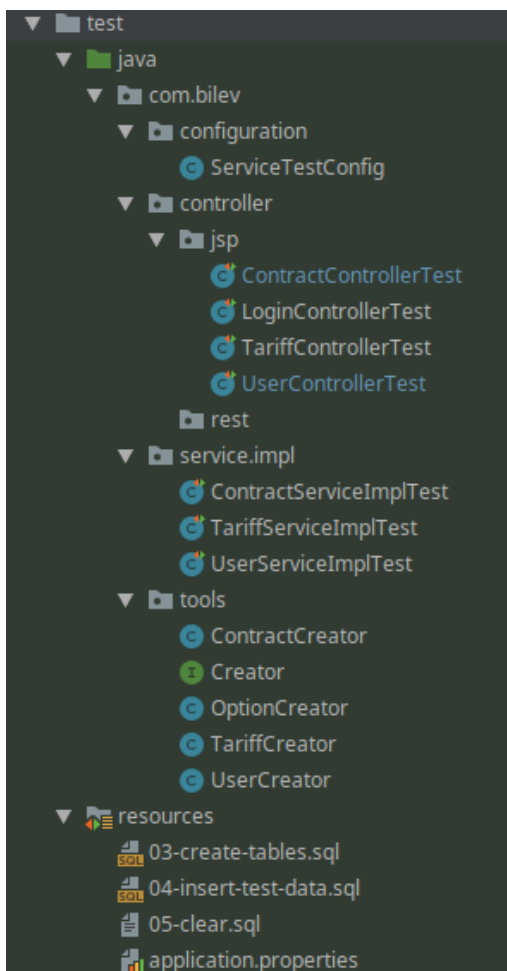 test
java
com.bilev
configuration
ServiceTestConfig
controller
jsp
ContractControllerTest
LoginControllerTest
TariffControllerTest
UserControllerTest
rest
service.impl
ContractServiceImplTest
TariffServiceImplTest
UserServiceImplTest
tools
ContractCreator
Creator
OptionCreator
TariffCreator
UserCreator
resources
03-create-tables.sql
04-insert-test-data.sql
05-clear.sql
application.properties